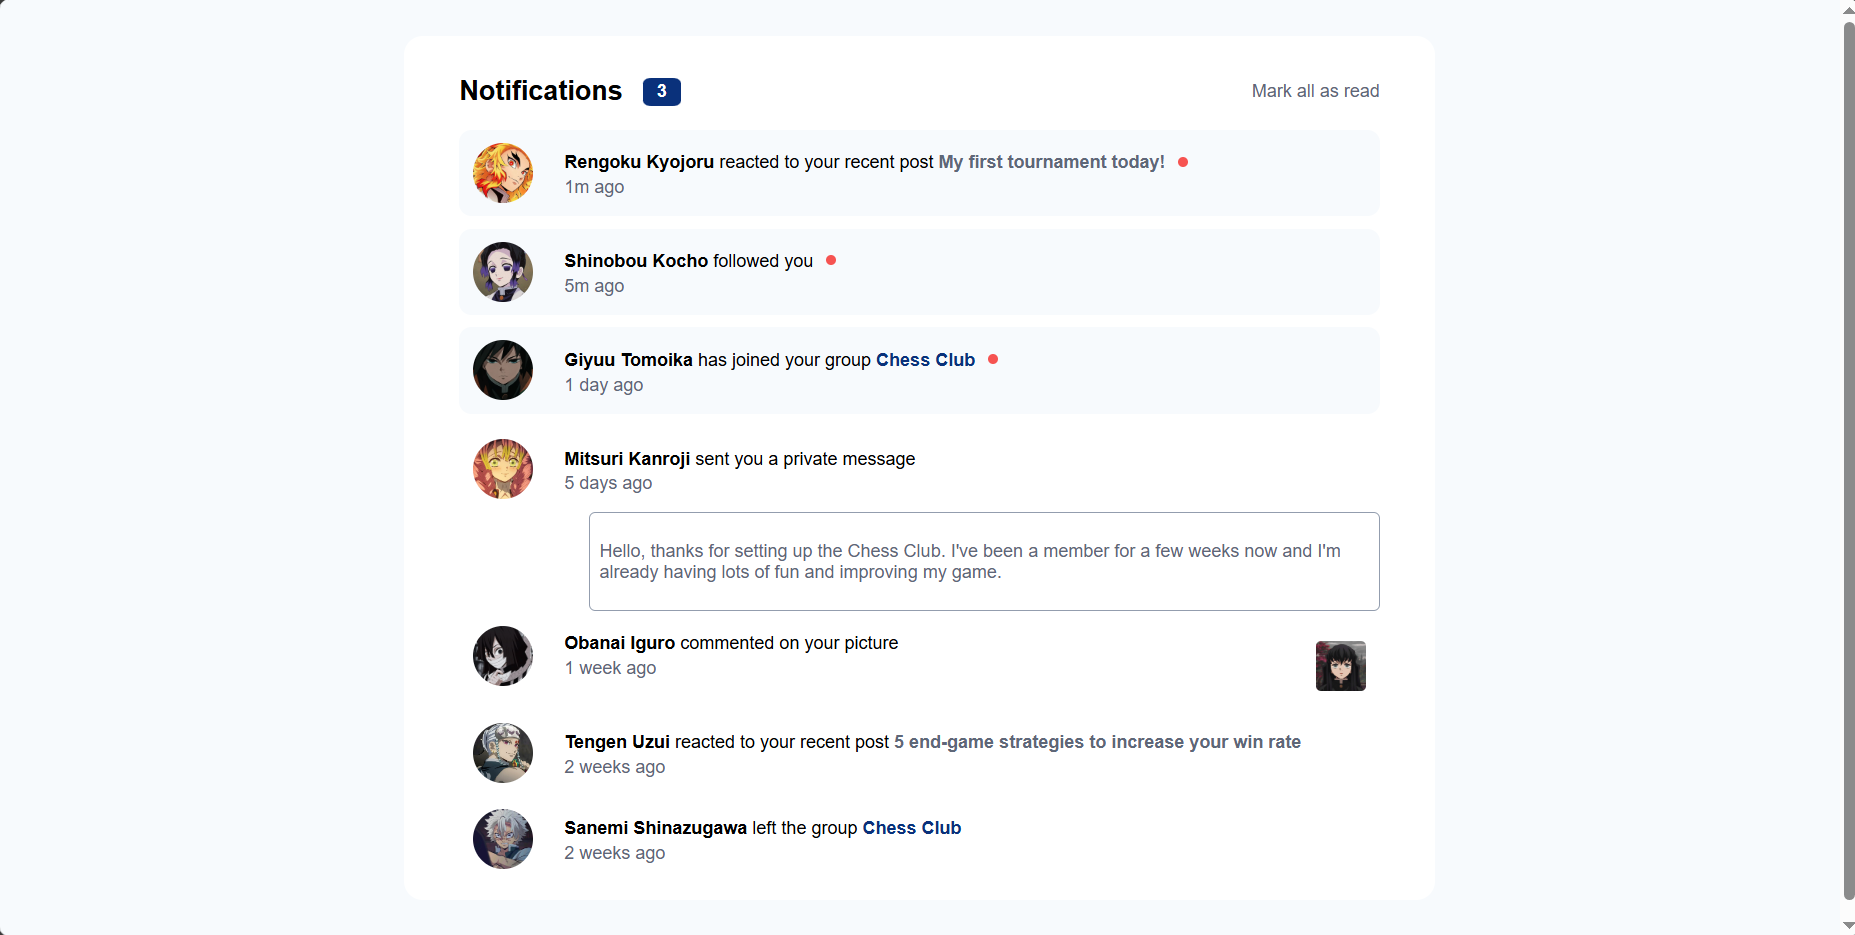 Notifications 3 Mark all as read
Rengoku Kyojoru reacted to your recent post My first tournament today!
1m ago
Shinobou Kocho followed you
5m ago
Giyuu Tomoika has joined your group Chess Club
1 day ago
Mitsuri Kanroji sent you a private message
5 days ago
Hello, thanks for setting up the Chess Club. I've been a member for a few weeks now and I'm
already having lots of fun and improving my game.
Obanai Iguro commented on your picture
1 week ago
Tengen Uzui reacted to your recent post 5 end-game strategies to increase your win rate
2 weeks ago
Sanemi Shinazugawa left the group Chess Club
2 weeks ago